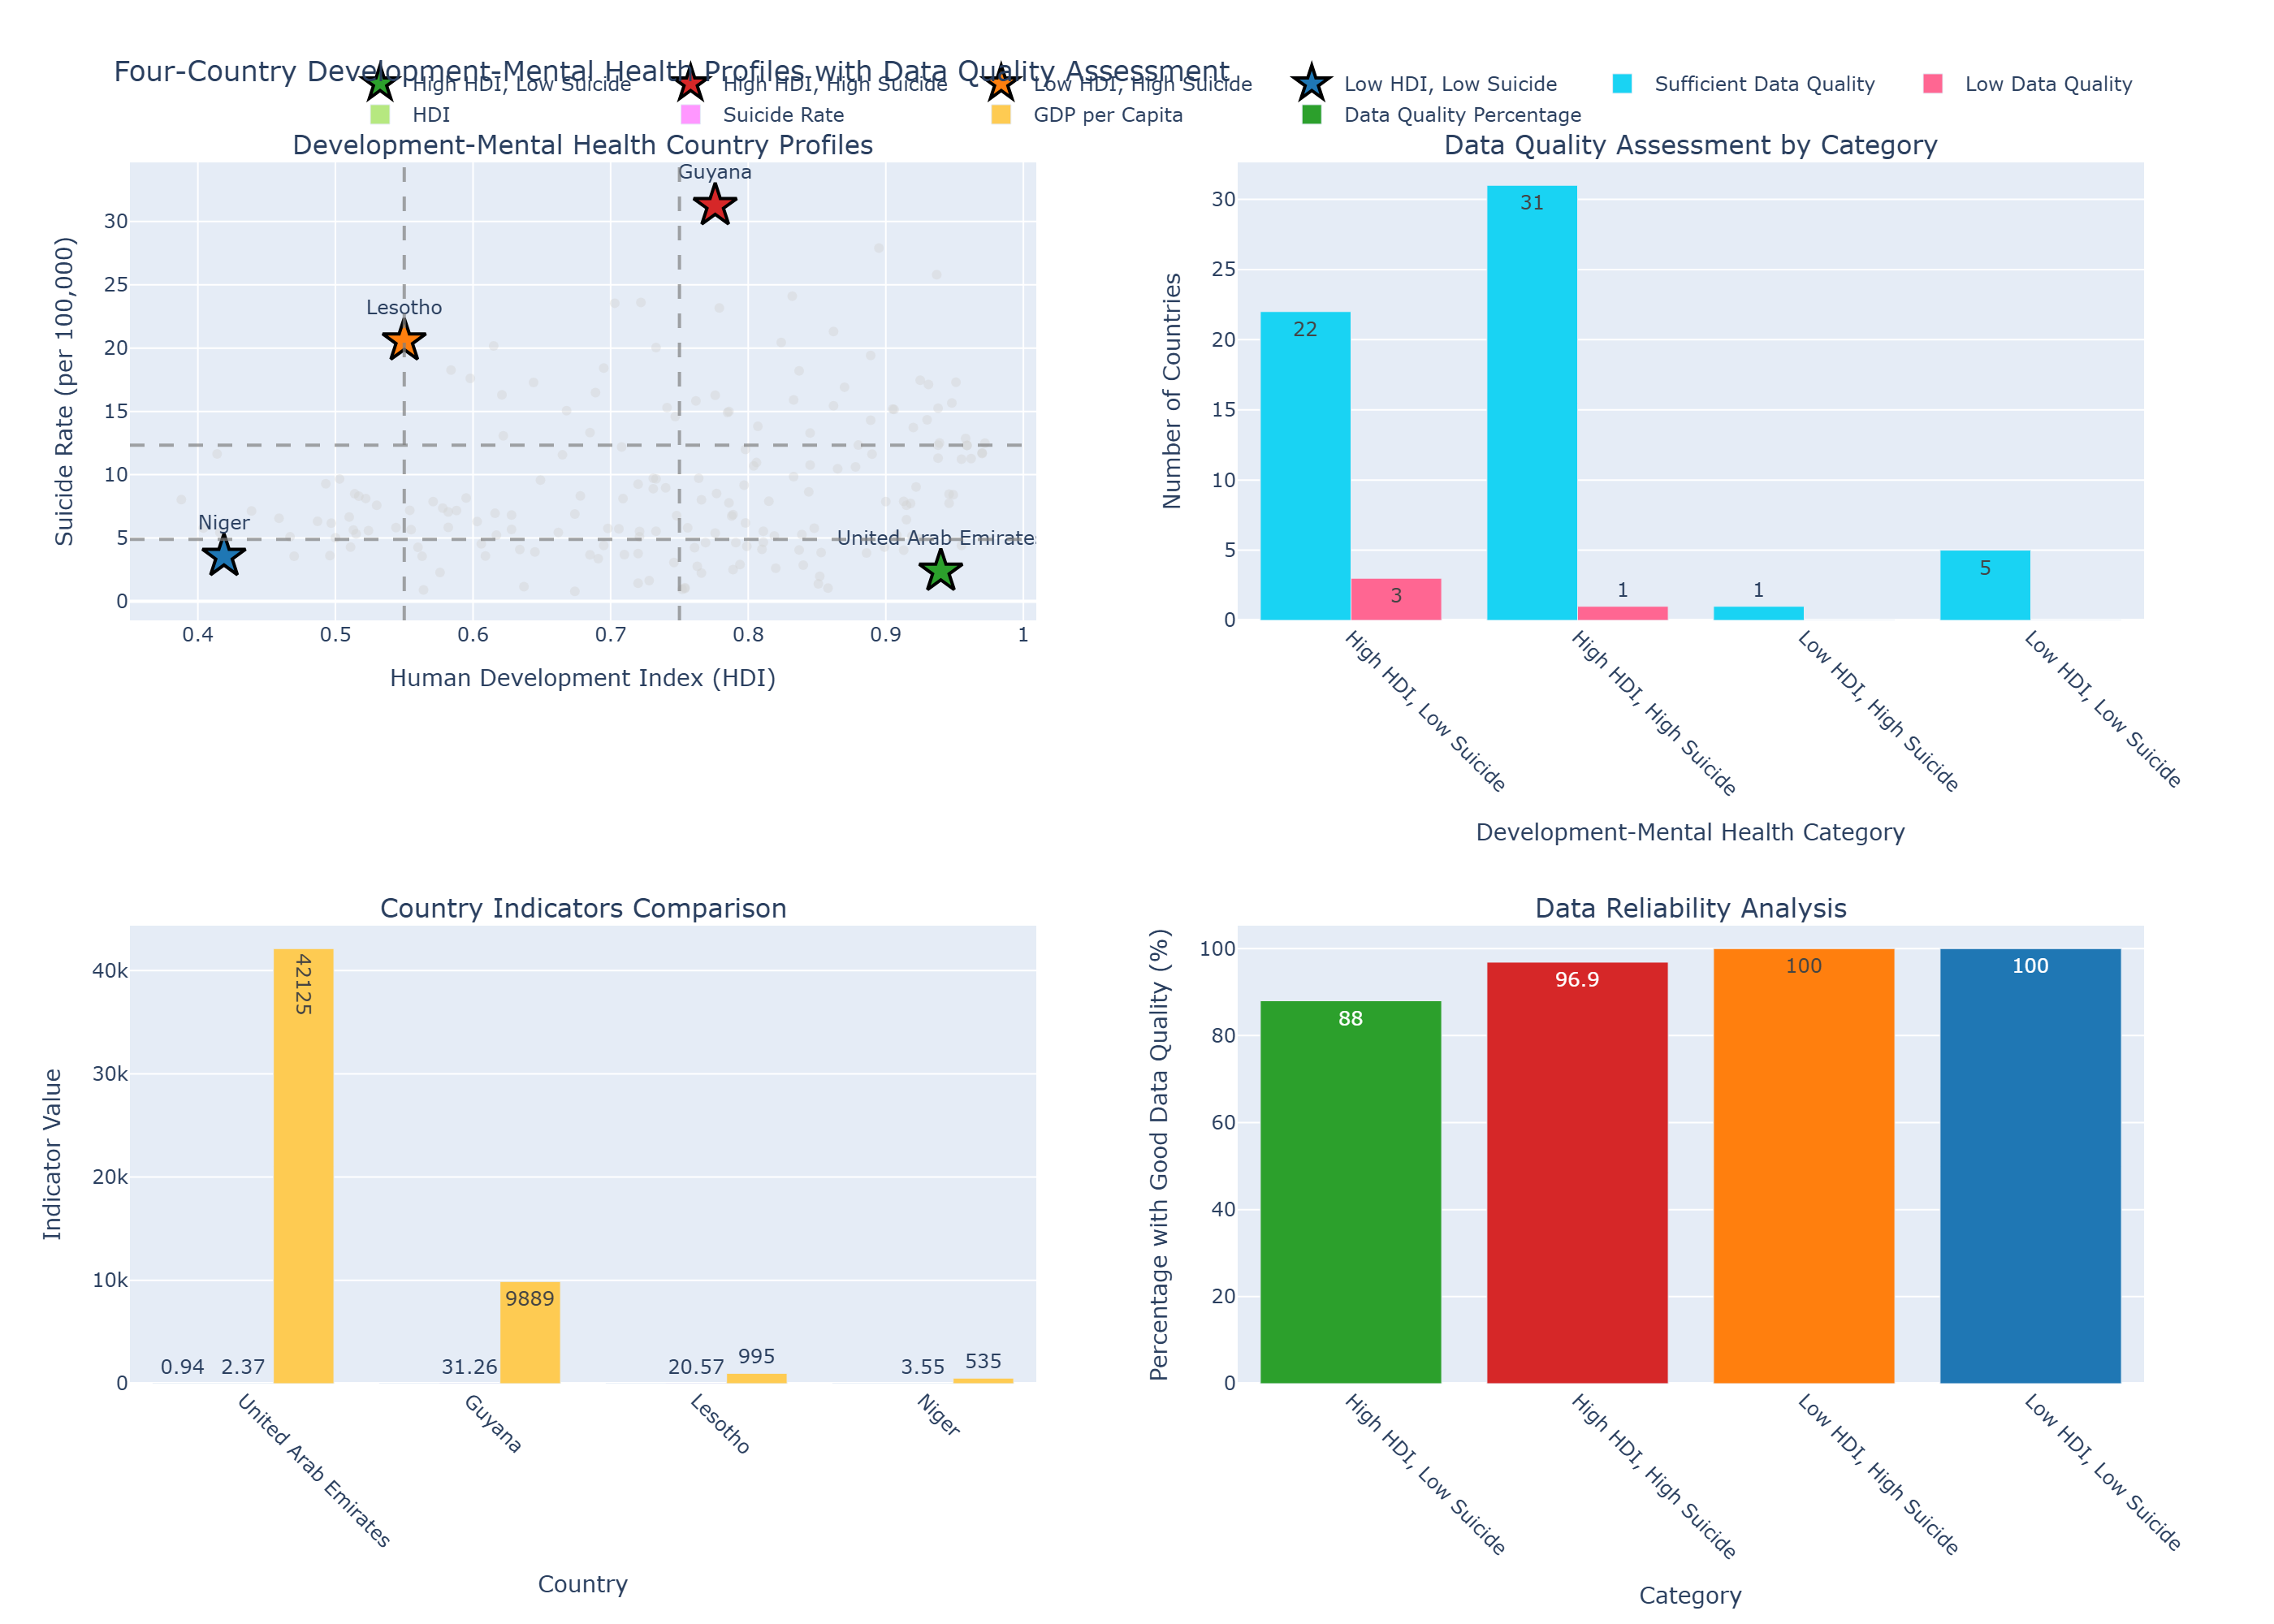 Four-Country Development-Mental Health Profiles with Data Quality Assessment
High HDI, Low Suicide
High HDI, High Suicide
Low HDI, High Suicide
Low HDI, Low Suicide
Sufficient Data Quality
Low Data Quality
HDI
Suicide Rate
GDP per Capita
Data Quality Percentage
Development-Mental Health Country Profiles
Suicide Rate (per 100,000)
30
25
20
15
10
5
0
Guyana
Lesotho
Niger
United Arab Emirates
0.4
0.5
0.6
0.7
0.8
0.9
1
Human Development Index (HDI)
Data Quality Assessment by Category
Number of Countries
30
25
20
15
10
5
0
22
3
31
1
1
5
High HDI, Low Suicide
High HDI, High Suicide
Low HDI, High Suicide
Low HDI, Low Suicide
Development-Mental Health Category
Country Indicators Comparison
Indicator Value
40k
30k
20k
10k
0
0.94
2.37
42125
31.26
9889
20.57
995
3.55
535
United Arab Emirates
Guyana
Lesotho
Niger
Country
Data Reliability Analysis
Percentage with Good Data Quality (%)
100
80
60
40
20
0
88
96.9
100
100
High HDI, Low Suicide
High HDI, High Suicide
Low HDI, High Suicide
Low HDI, Low Suicide
Category